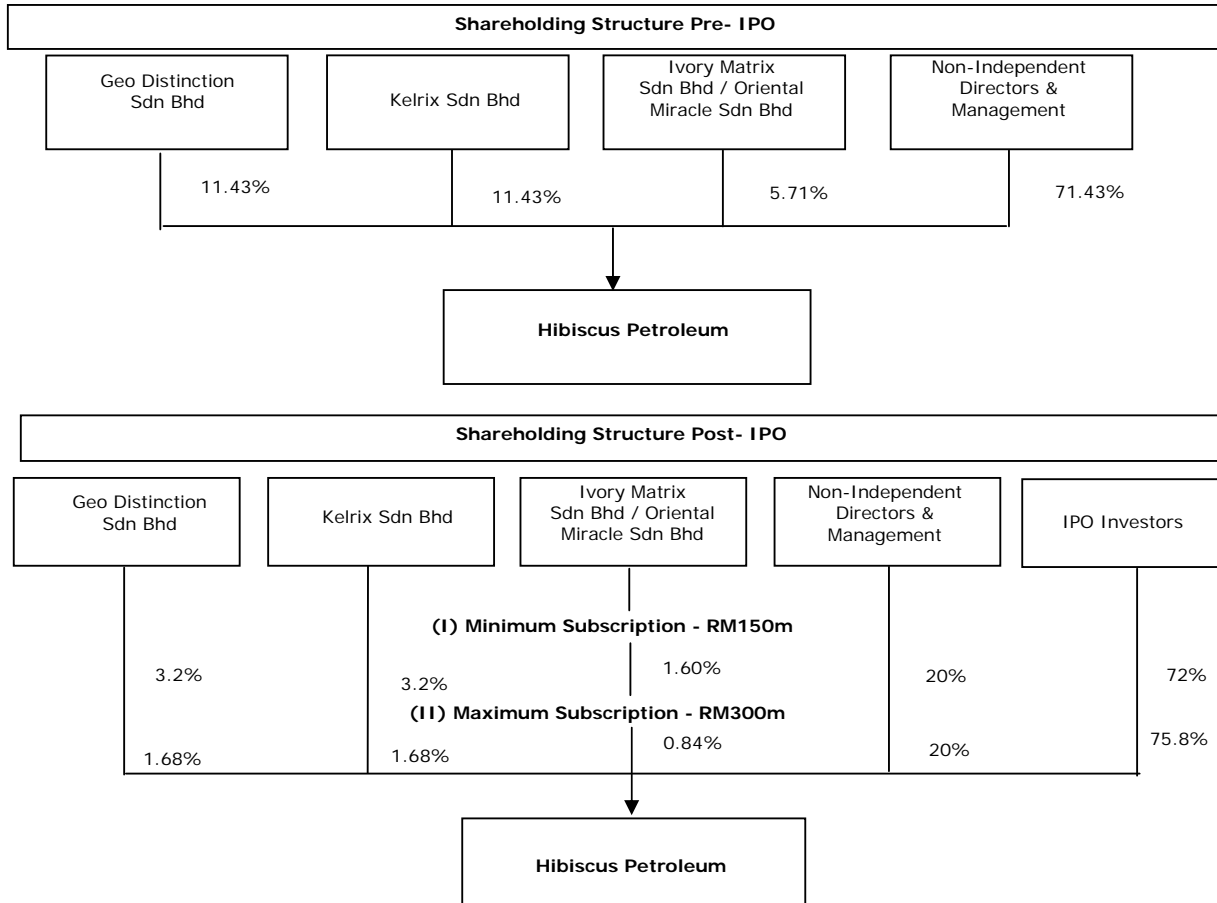 Shareholding Structure Pre- IPO
Geo Distinction
Sdn Bhd
Kelrix Sdn Bhd
Ivory Matrix
Sdn Bhd / Oriental
Miracle Sdn Bhd
Non-Independent
Directors &
Management
11.43%
11.43%
5.71%
71.43%
Hibiscus Petroleum
Shareholding Structure Post- IPO
Geo Distinction
Sdn Bhd
Kelrix Sdn Bhd
Ivory Matrix
Sdn Bhd / Oriental
Miracle Sdn Bhd
Non-Independent
Directors &
Management
IPO Investors
(I) Minimum Subscription - RM150m
3.2%
3.2%
1.60%
20%
72%
(II) Maximum Subscription - RM300m
1.68%
1.68%
0.84%
20%
75.8%
Hibiscus Petroleum